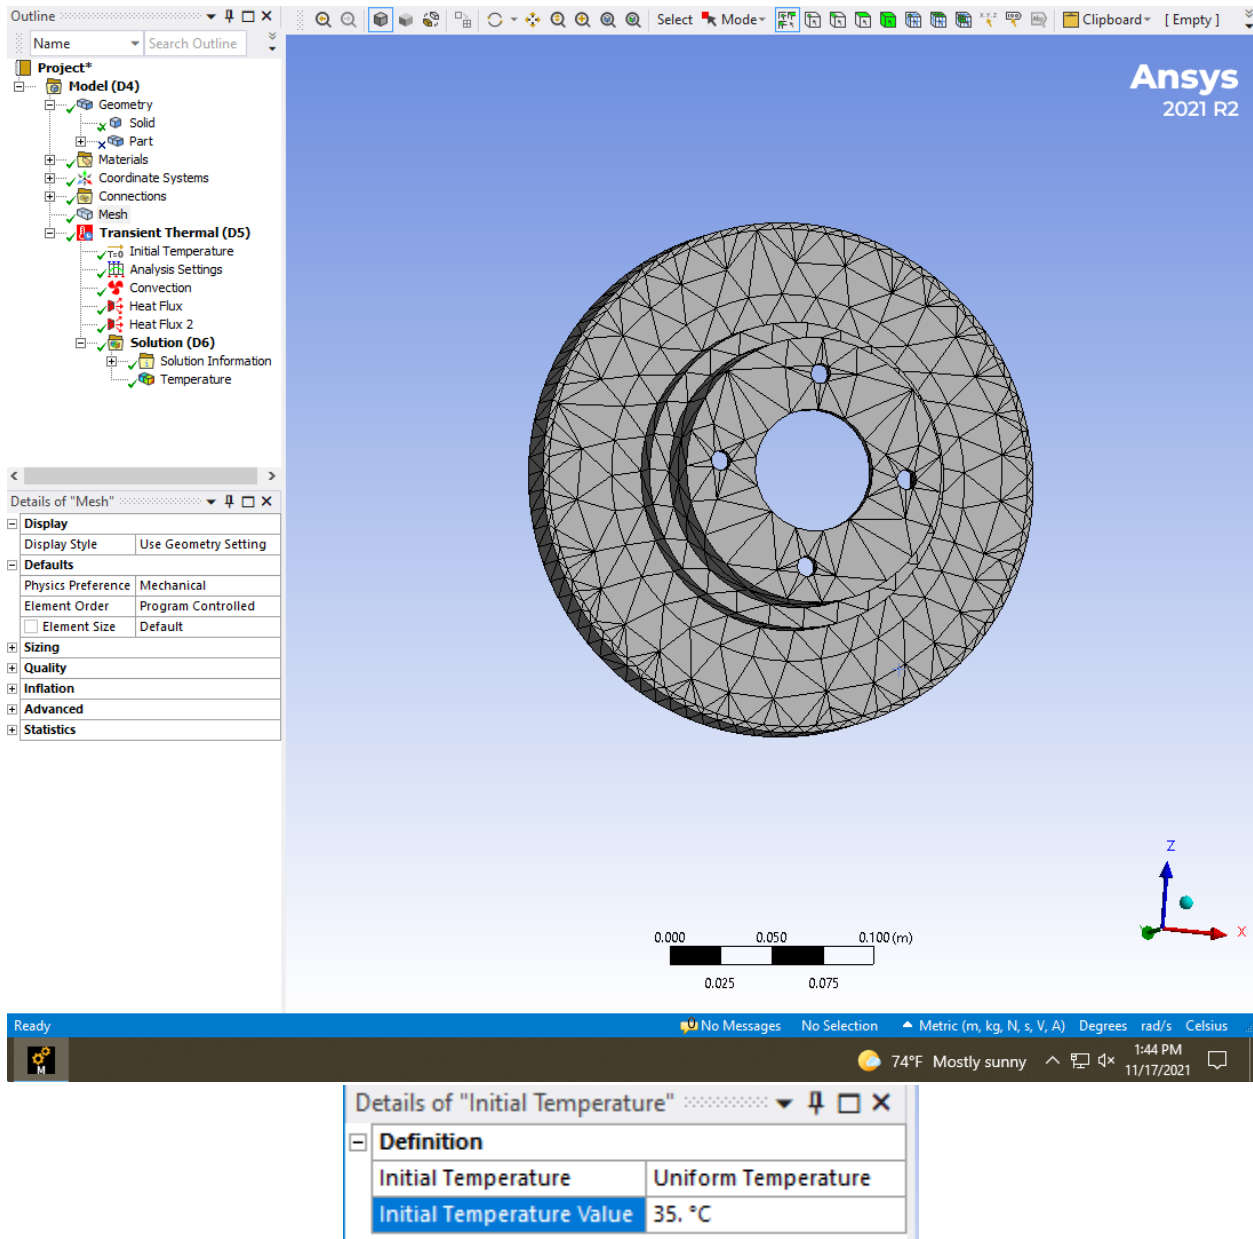 Outline
Select Mode Clipboard [ Empty ]
Name Search Outline
Project*
Model (D4)
Geometry
Solid
Part
Materials
Coordinate Systems
Connections
Mesh
Transient Thermal (D5)
T=0 Initial Temperature
Analysis Settings
Convection
Heat Flux
Heat Flux 2
Solution (D6)
Solution Information
Temperature
Ansys
2021 R2
Details of "Mesh"
Display
Display Style Use Geometry Setting
Defaults
Physics Preference Mechanical
Element Order Program Controlled
Element Size Default
Sizing
Quality
Inflation
Advanced
Statistics
Z
X
0.000 0.050 0.100 (m)
0.025 0.075
Ready 0 No Messages No Selection Metric (m, kg, N, s, V, A) Degrees rad/s Celsius
M 74°F Mostly sunny 1:44 PM
11/17/2021
Details of "Initial Temperature"
Definition
Initial Temperature Uniform Temperature
Initial Temperature Value 35. °C